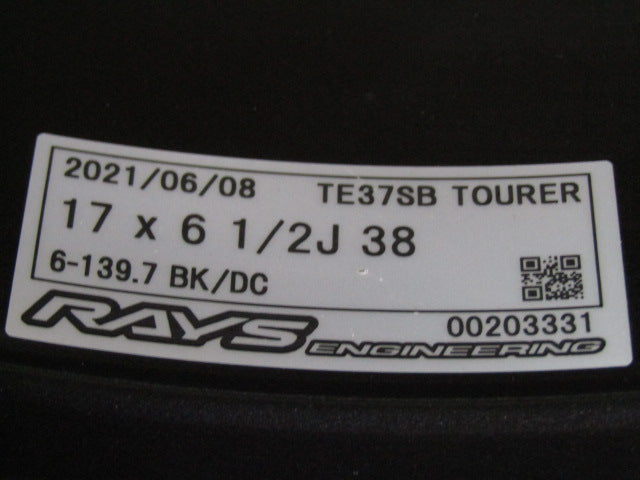 2021/06/08 TE37SB TOURER
17 x 6 1/2J 38
6-139.7 BK/DC
00203331
RAYS ENGINEERING